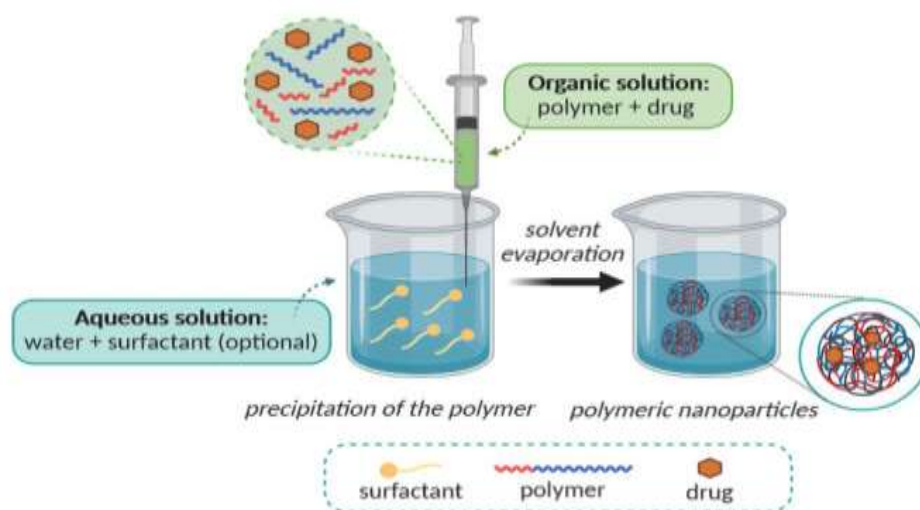 Organic solution:
polymer + drug
solvent
evaporation
Aqueous solution:
water + surfactant (optional)
precipitation of the polymer
polymeric nanoparticles
surfactant
polymer
drug